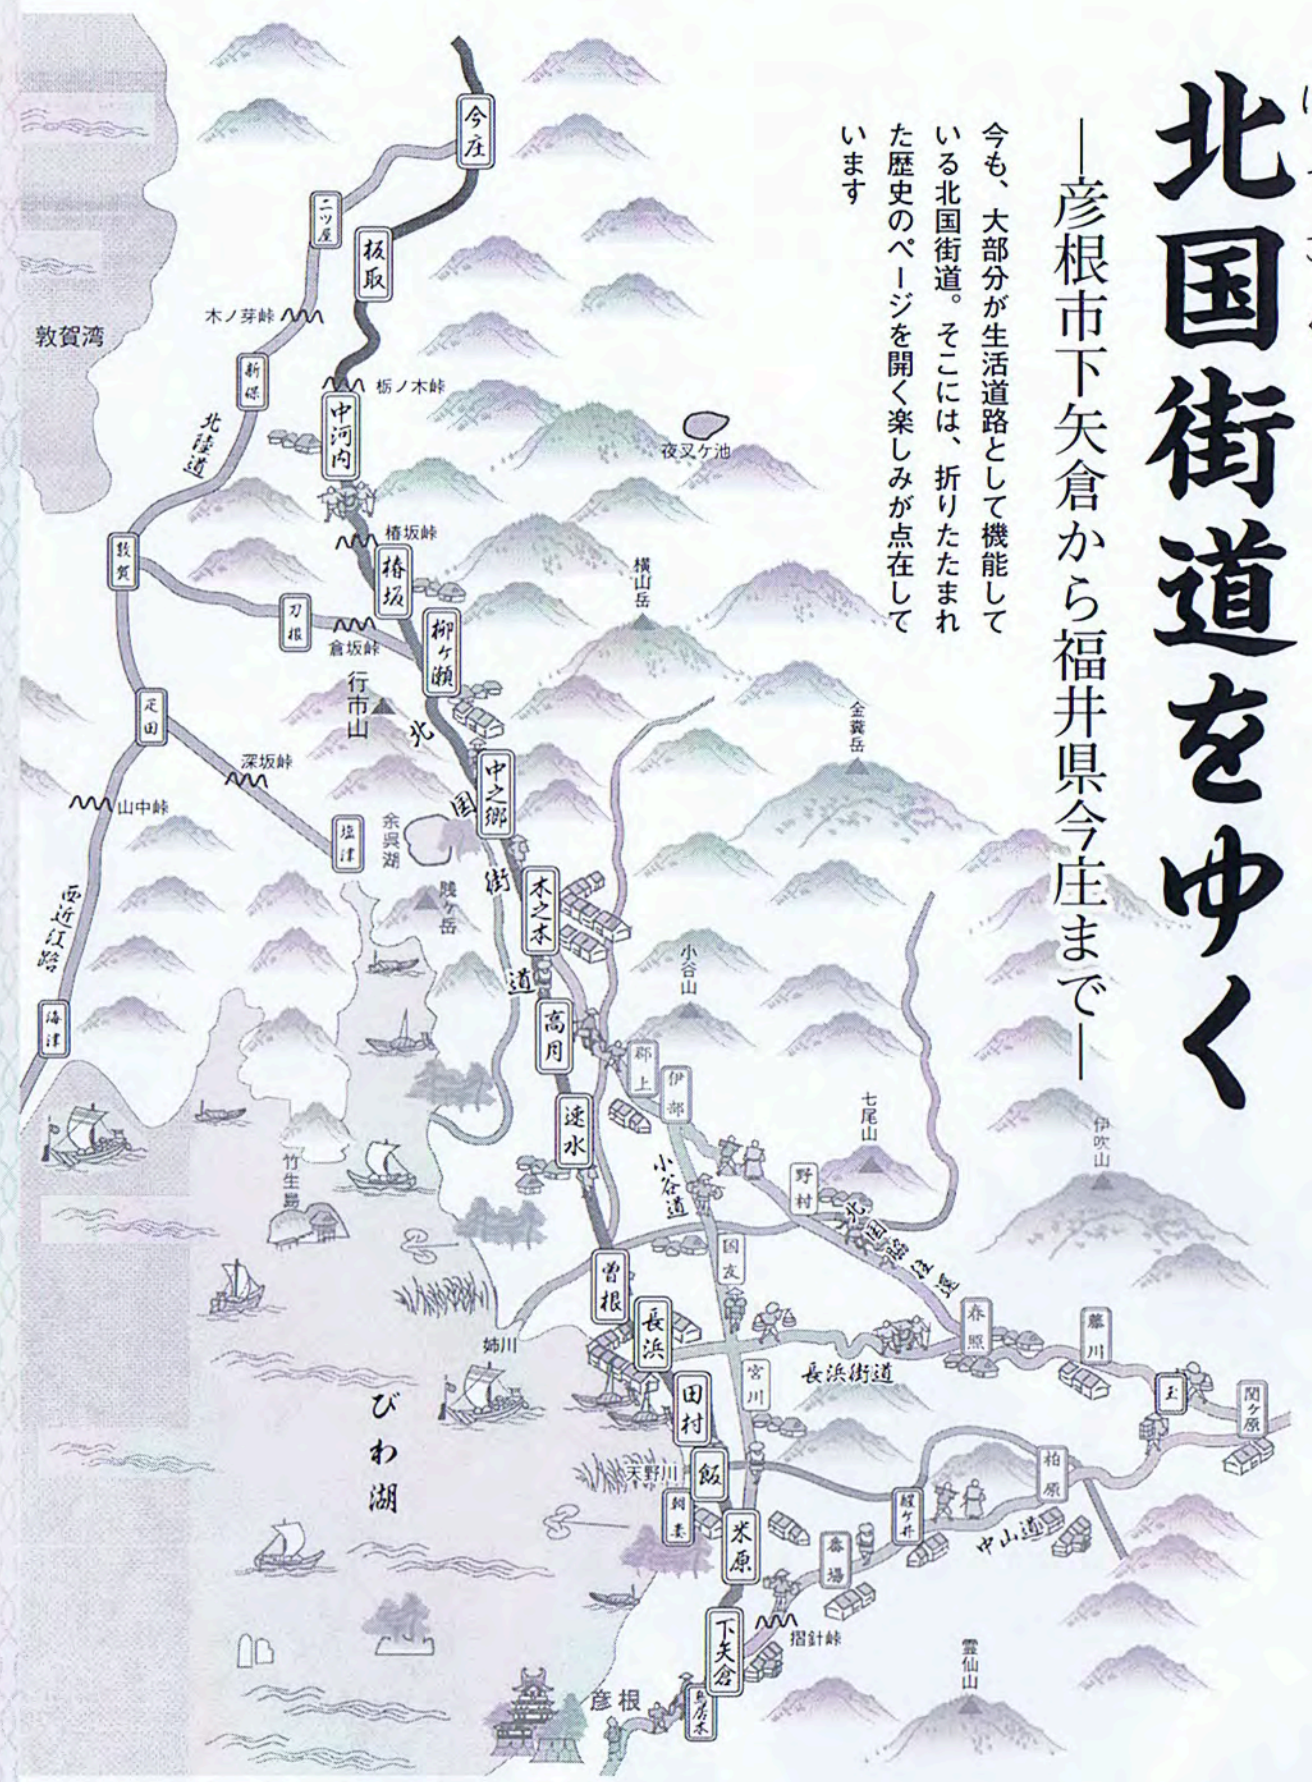 北国街道をゆく
―彦根市下矢倉から福井県今庄まで―
今も、大部分が生活道路として機能して
いる北国街道。そこには、折りたたまれ
た歴史のページを開く楽しみが点在して
います
今庄
二ツ屋
板取
木ノ芽峠
敦賀湾
新保
栃ノ木峠
中河内
北陸道
夜叉ケ池
椿坂峠
敦賀
椿坂
横山岳
刀根
倉坂峠
柳ヶ瀬
行市山
疋田
金糞岳
北国街道
深坂峠
中之郷
山中峠
塩津
余呉湖
賤ヶ岳
木之本
西近江路
小谷山
海津
高月
郡上
伊部
速水
七尾山
伊吹山
竹生島
小谷道
野村
北国脇往還
国友
曽根
長浜
姉川
春照
藤川
長浜街道
宮川
田村
玉
関ヶ原
びわ湖
天野川
飯
柏原
朝妻
醒ヶ井
米原
番場
中山道
下矢倉
摺針峠
霊仙山
彦根
鳥居本